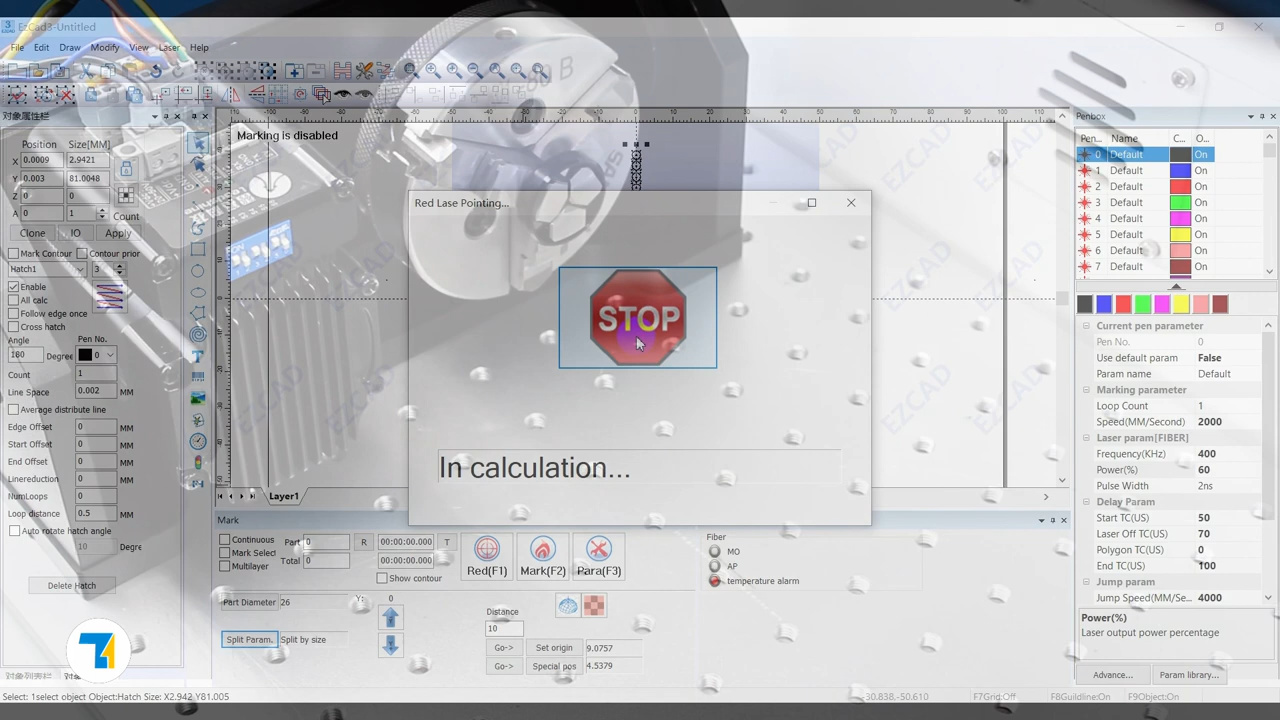 EzCad3-Untitled
File Edit Draw Modify View Laser Help
对象属性栏
Position Size[MM]
X 0.0009 2.9421
Y 0.003 81.0048
Z 0 0
A 0 1 Count
Clone IO Apply
Mark Contour Contour prior
Hatch1 3
Enable
All calc
Follow edge once
Cross hatch
Angle Pen No.
180 Degree 0
Count 1
Line Space 0.002 MM
Average distribute line
Edge Offset 0 MM
Start Offset 0 MM
End Offset 0 MM
Linereduction 0 MM
NumLoops 0
Loop distance 0.5 MM
Auto rotate hatch angle
10 Degre
Delete Hatch
Marking is disabled
Red Lase Pointing...
STOP
In calculation...
Layer1
Mark
Continuous Part 0 R 00:00:00.000 T
Mark Select Total 0 00:00:00.000
Multilayer
Show contour
Red(F1) Mark(F2) Para(F3)
Part Diameter 26 Y: 0
Split Param. Split by size
Distance
10
Go-> Set origin 9.0757
Go-> Special pos 4.5379
Fiber
MO
AP
temperature alarm
Penbox
Pen... Name C... O...
0 Default On
1 Default On
2 Default On
3 Default On
4 Default On
5 Default On
6 Default On
7 Default On
Current pen parameter
Pen No. 0
Use default param False
Param name Default
Marking parameter
Loop Count 1
Speed(MM/Second) 2000
Laser param[FIBER]
Frequency(KHz) 400
Power(%) 60
Pulse Width 2ns
Delay Param
Start TC(US) 50
Laser Off TC(US) 70
Polygon TC(US) 0
End TC(US) 100
Jump param
Jump Speed(MM/Se... 4000
Power(%)
Laser output power percentage
Advance... Param library...
Select: 1select object Object:Hatch Size: X2.942 Y81.005
30.838,-50.610 F7Grid:Off F8Guildline:On F9Object:On